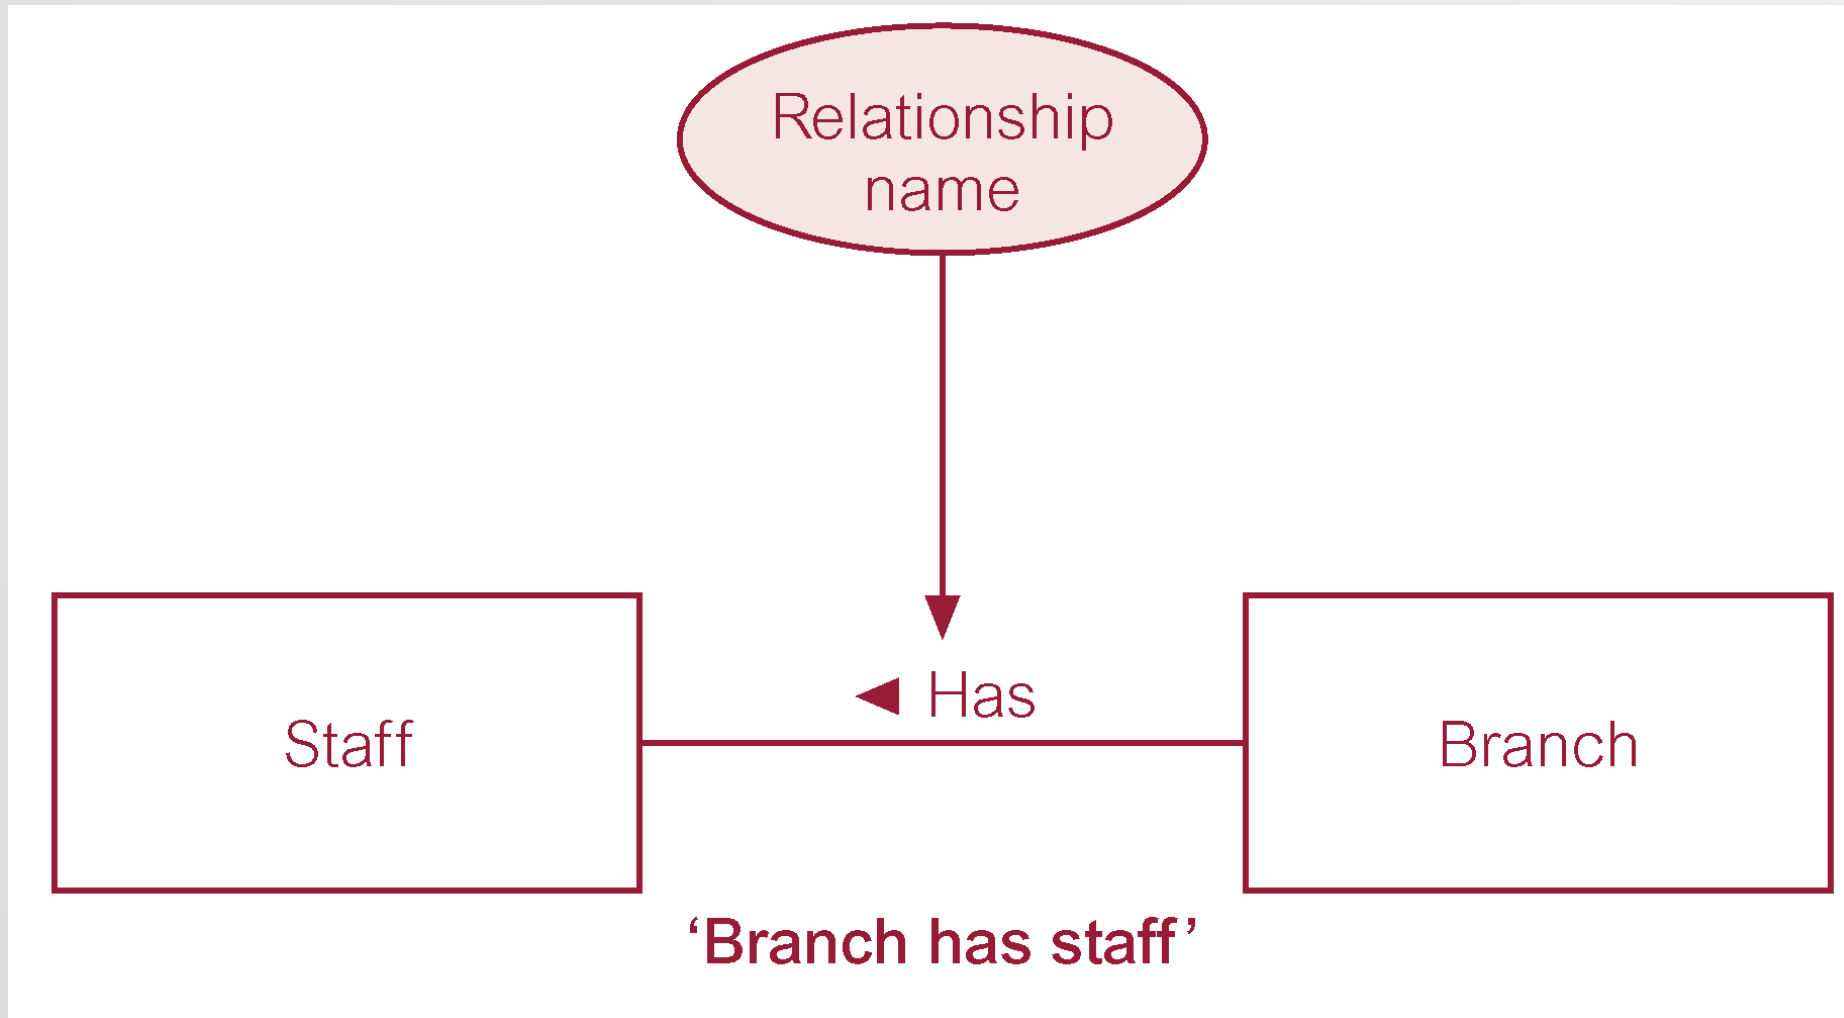 Relationship
name
Has
Staff
Branch
‘Branch has staff’